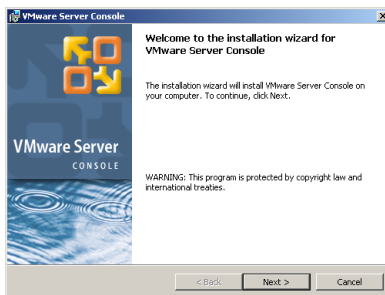 VMware Server Console
Welcome to the installation wizard for
VMware Server Console
The installation wizard will install VMware Server Console on
your computer. To continue, click Next.
VMware Server
CONSOLE
WARNING: This program is protected by copyright law and
international treaties.
< Back
Next >
Cancel